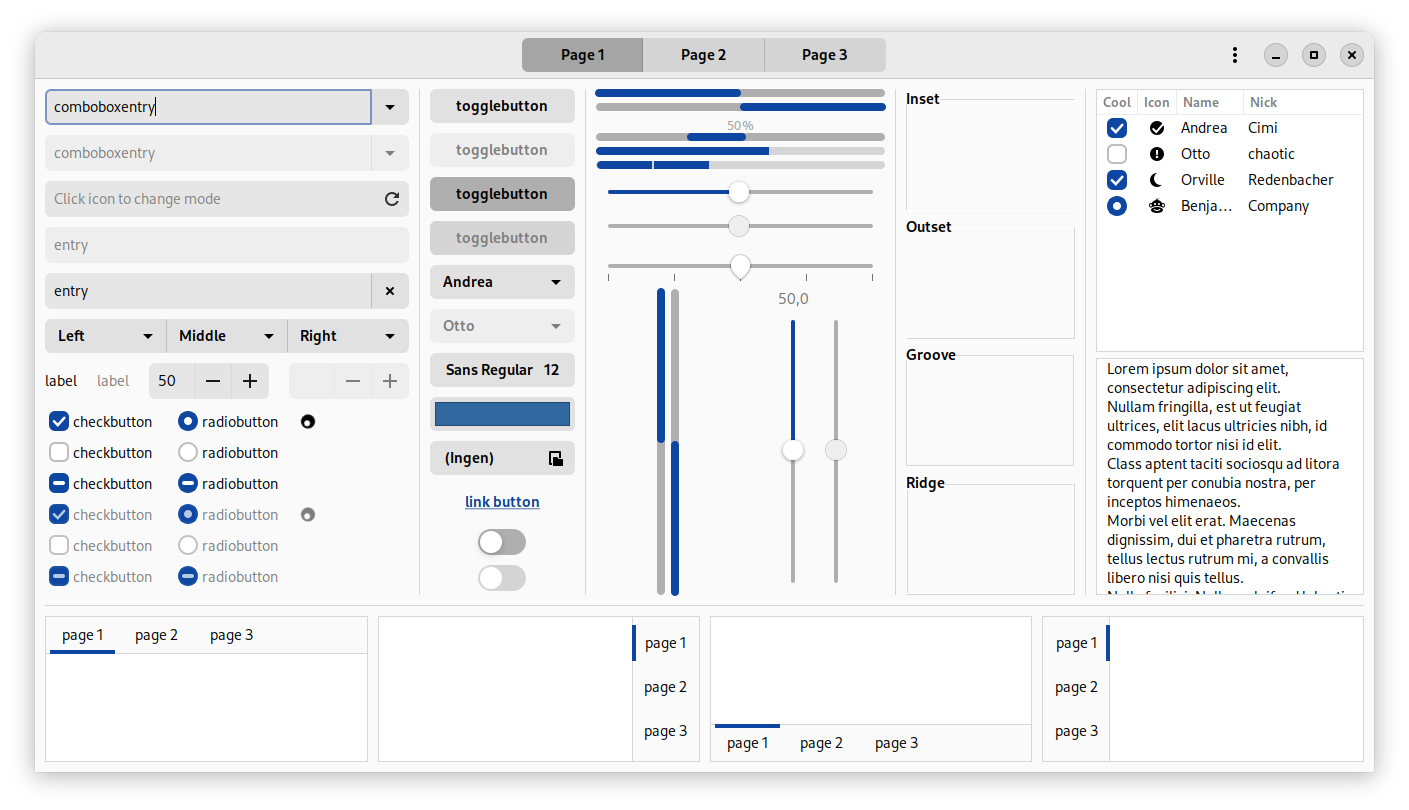 Page 1 Page 2 Page 3
comboboxentry
comboboxentry
Click icon to change mode
entry
entry
Left Middle Right
label label 50
checkbutton radiobutton
checkbutton radiobutton
checkbutton radiobutton
checkbutton radiobutton
checkbutton radiobutton
checkbutton radiobutton
togglebutton
togglebutton
togglebutton
togglebutton
Andrea
Otto
Sans Regular 12
(Ingen)
link button
50%
50,0
Inset
Outset
Groove
Ridge
Cool Icon Name Nick
Andrea Cimi
Otto chaotic
Orville Redenbacher
Benja… Company
Lorem ipsum dolor sit amet,
consectetur adipiscing elit.
Nullam fringilla, est ut feugiat
ultrices, elit lacus ultricies nibh, id
commodo tortor nisi id elit.
Class aptent taciti sociosqu ad litora
torquent per conubia nostra, per
inceptos himenaeos.
Morbi vel elit erat. Maecenas
dignissim, dui et pharetra rutrum,
tellus lectus rutrum mi, a convallis
libero nisi quis tellus.
page 1 page 2 page 3
page 1
page 2
page 3
page 1 page 2 page 3
page 1
page 2
page 3